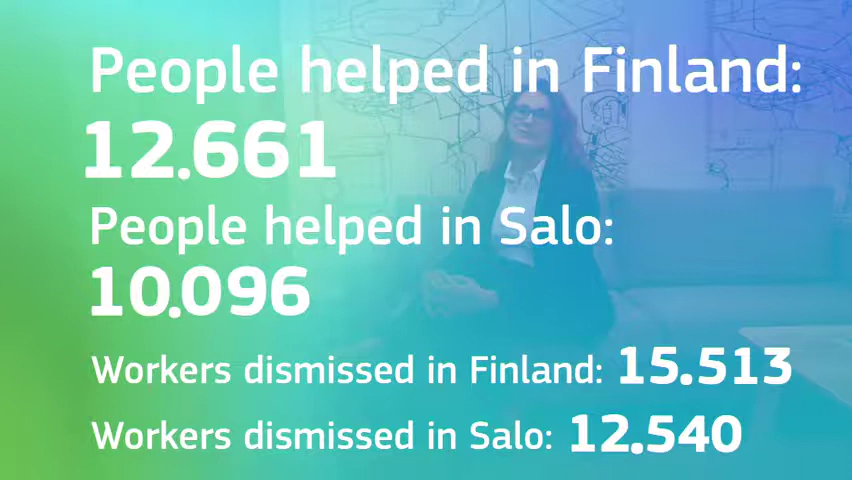 People helped in Finland:
12.661
People helped in Salo:
10.096
Workers dismissed in Finland: 15.513
Workers dismissed in Salo: 12.540